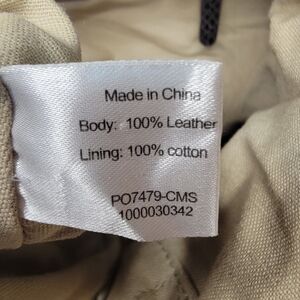 Made in China
Body: 100% Leather
Lining: 100% cotton
PO7479-CMS
1000030342